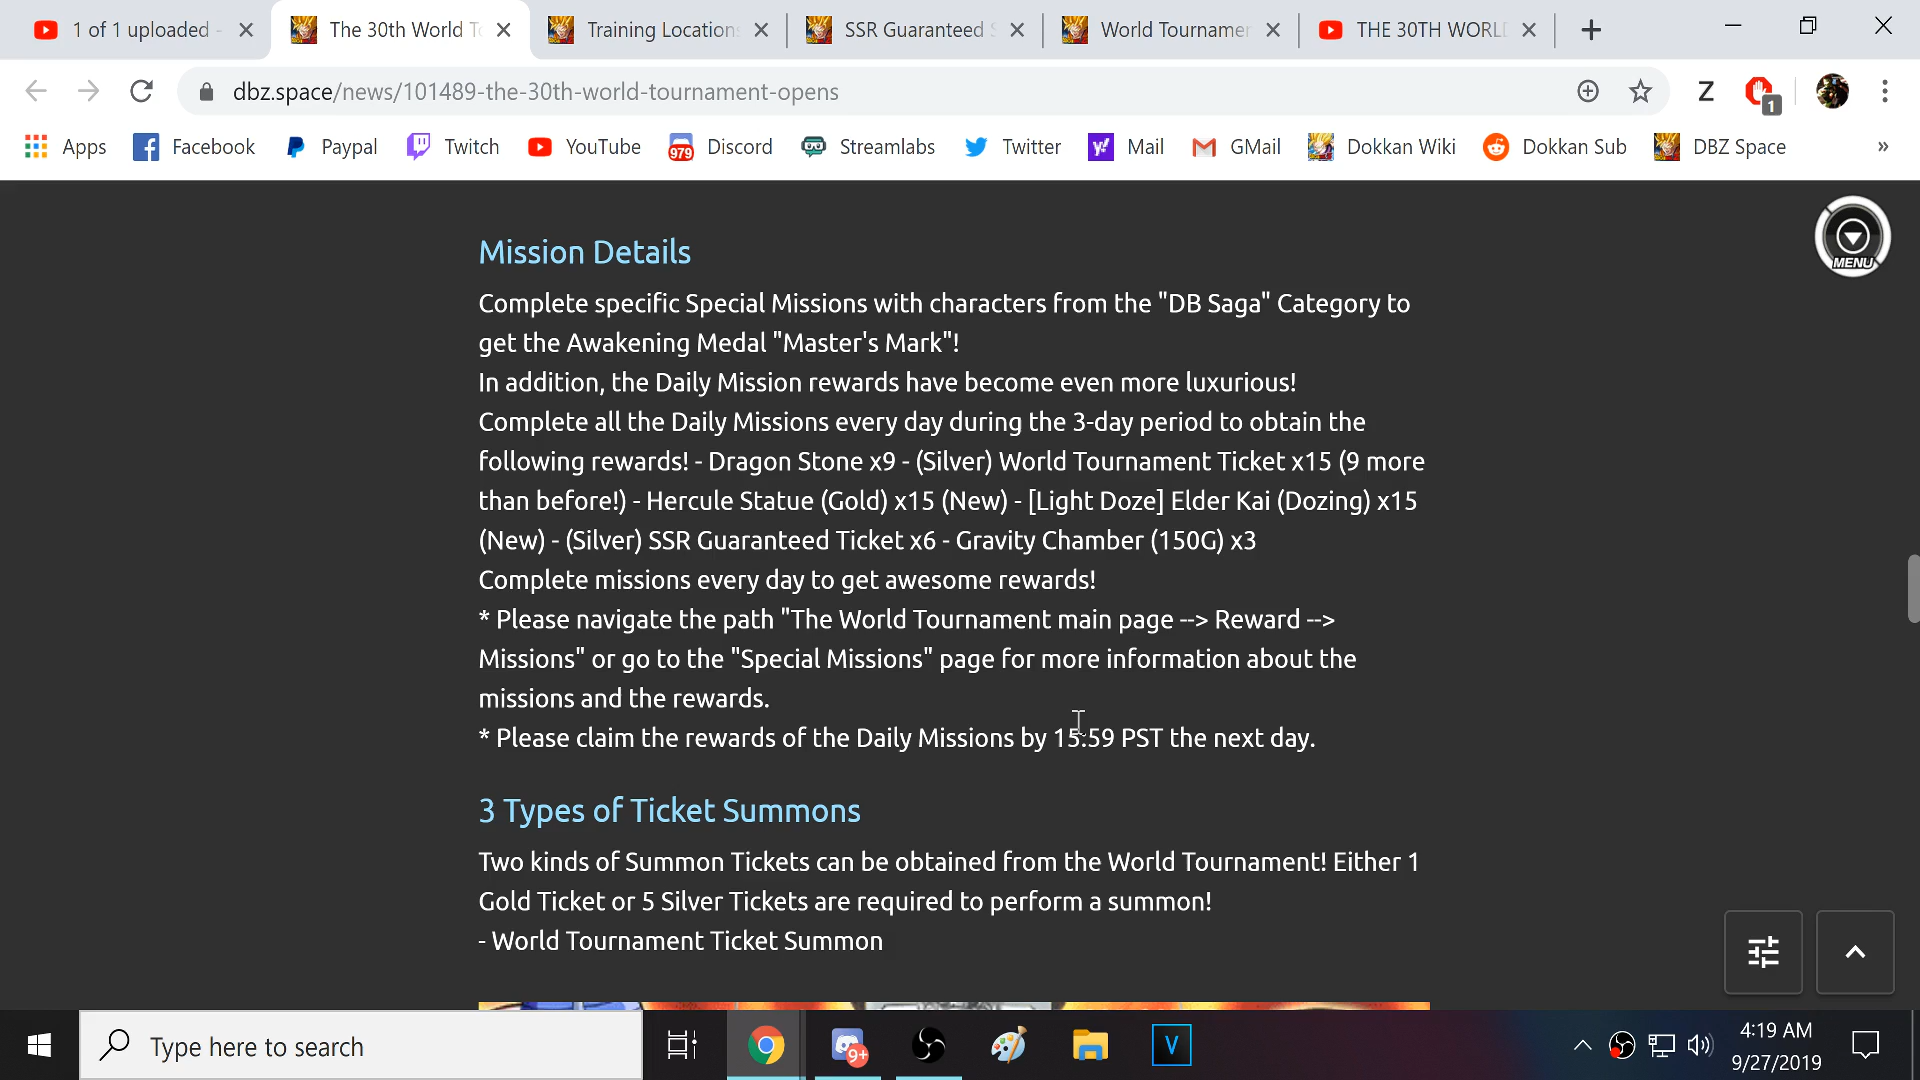 1 of 1 uploaded -
The 30th World To
Training Locations
SSR Guaranteed S
World Tournamen
THE 30TH WORLD
dbz.space/news/101489-the-30th-world-tournament-opens
Z
1
Apps
Facebook
Paypal
Twitch
YouTube
979
Discord
Streamlabs
Twitter
Mail
GMail
Dokkan Wiki
Dokkan Sub
DBZ Space
»
MENU
Mission Details
Complete specific Special Missions with characters from the "DB Saga" Category to
get the Awakening Medal "Master's Mark"!
In addition, the Daily Mission rewards have become even more luxurious!
Complete all the Daily Missions every day during the 3-day period to obtain the
following rewards! - Dragon Stone x9 - (Silver) World Tournament Ticket x15 (9 more
than before!) - Hercule Statue (Gold) x15 (New) - [Light Doze] Elder Kai (Dozing) x15
(New) - (Silver) SSR Guaranteed Ticket x6 - Gravity Chamber (150G) x3
Complete missions every day to get awesome rewards!
* Please navigate the path "The World Tournament main page --> Reward -->
Missions" or go to the "Special Missions" page for more information about the
missions and the rewards.
* Please claim the rewards of the Daily Missions by 15:59 PST the next day.
3 Types of Ticket Summons
Two kinds of Summon Tickets can be obtained from the World Tournament! Either 1
Gold Ticket or 5 Silver Tickets are required to perform a summon!
- World Tournament Ticket Summon
Type here to search
9+
V
4:19 AM
9/27/2019